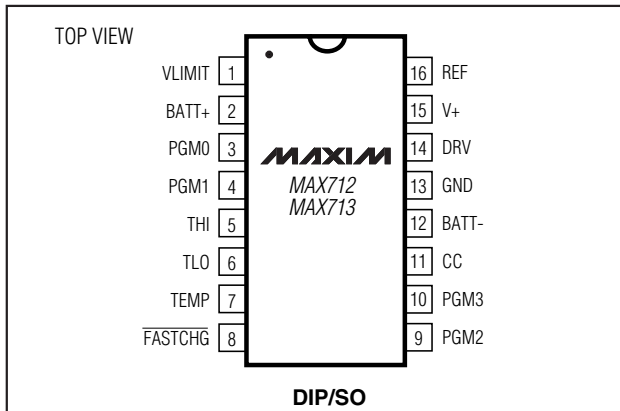 TOP VIEW
VLIMIT 1
BATT+ 2
PGM0 3
PGM1 4
THI 5
TLO 6
TEMP 7
FASTCHG 8
MAXIM
MAX712
MAX713
16 REF
15 V+
14 DRV
13 GND
12 BATT-
11 CC
10 PGM3
9 PGM2
DIP/SO